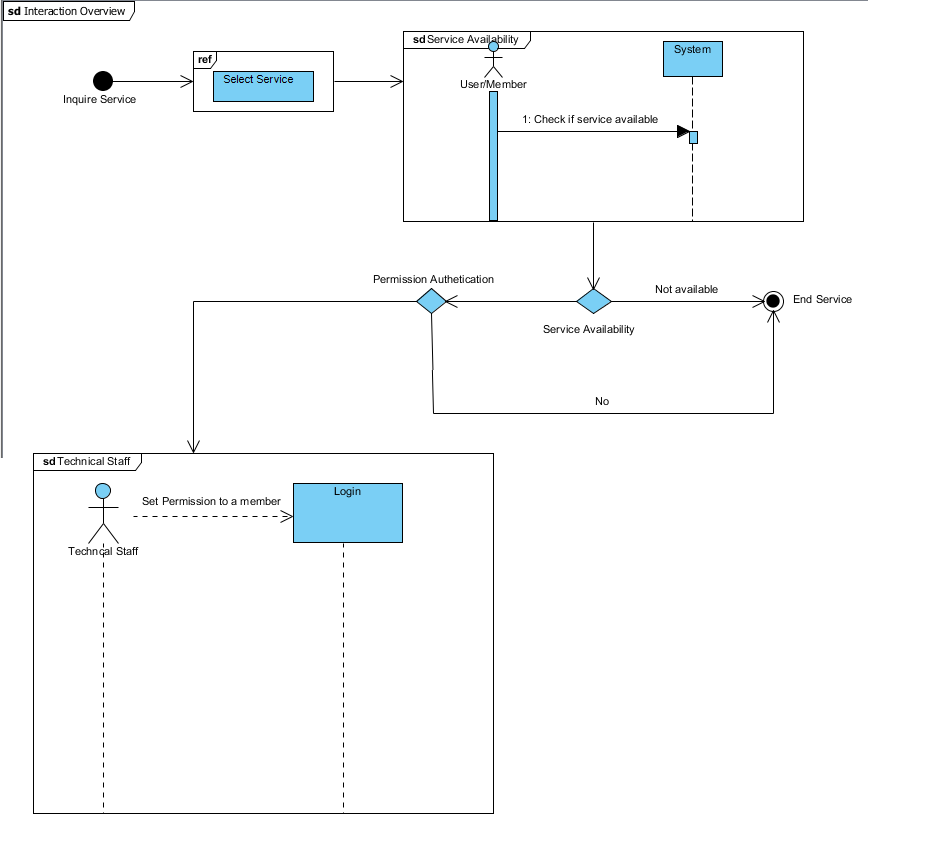 sd Interaction Overview
sd Service Availability
ref
Select Service
System
User/Member
Inquire Service
1: Check if service available
Permission Authetication
Not available
End Service
Service Availability
No
sd Technical Staff
Set Permission to a member
Login
Techncal Staff